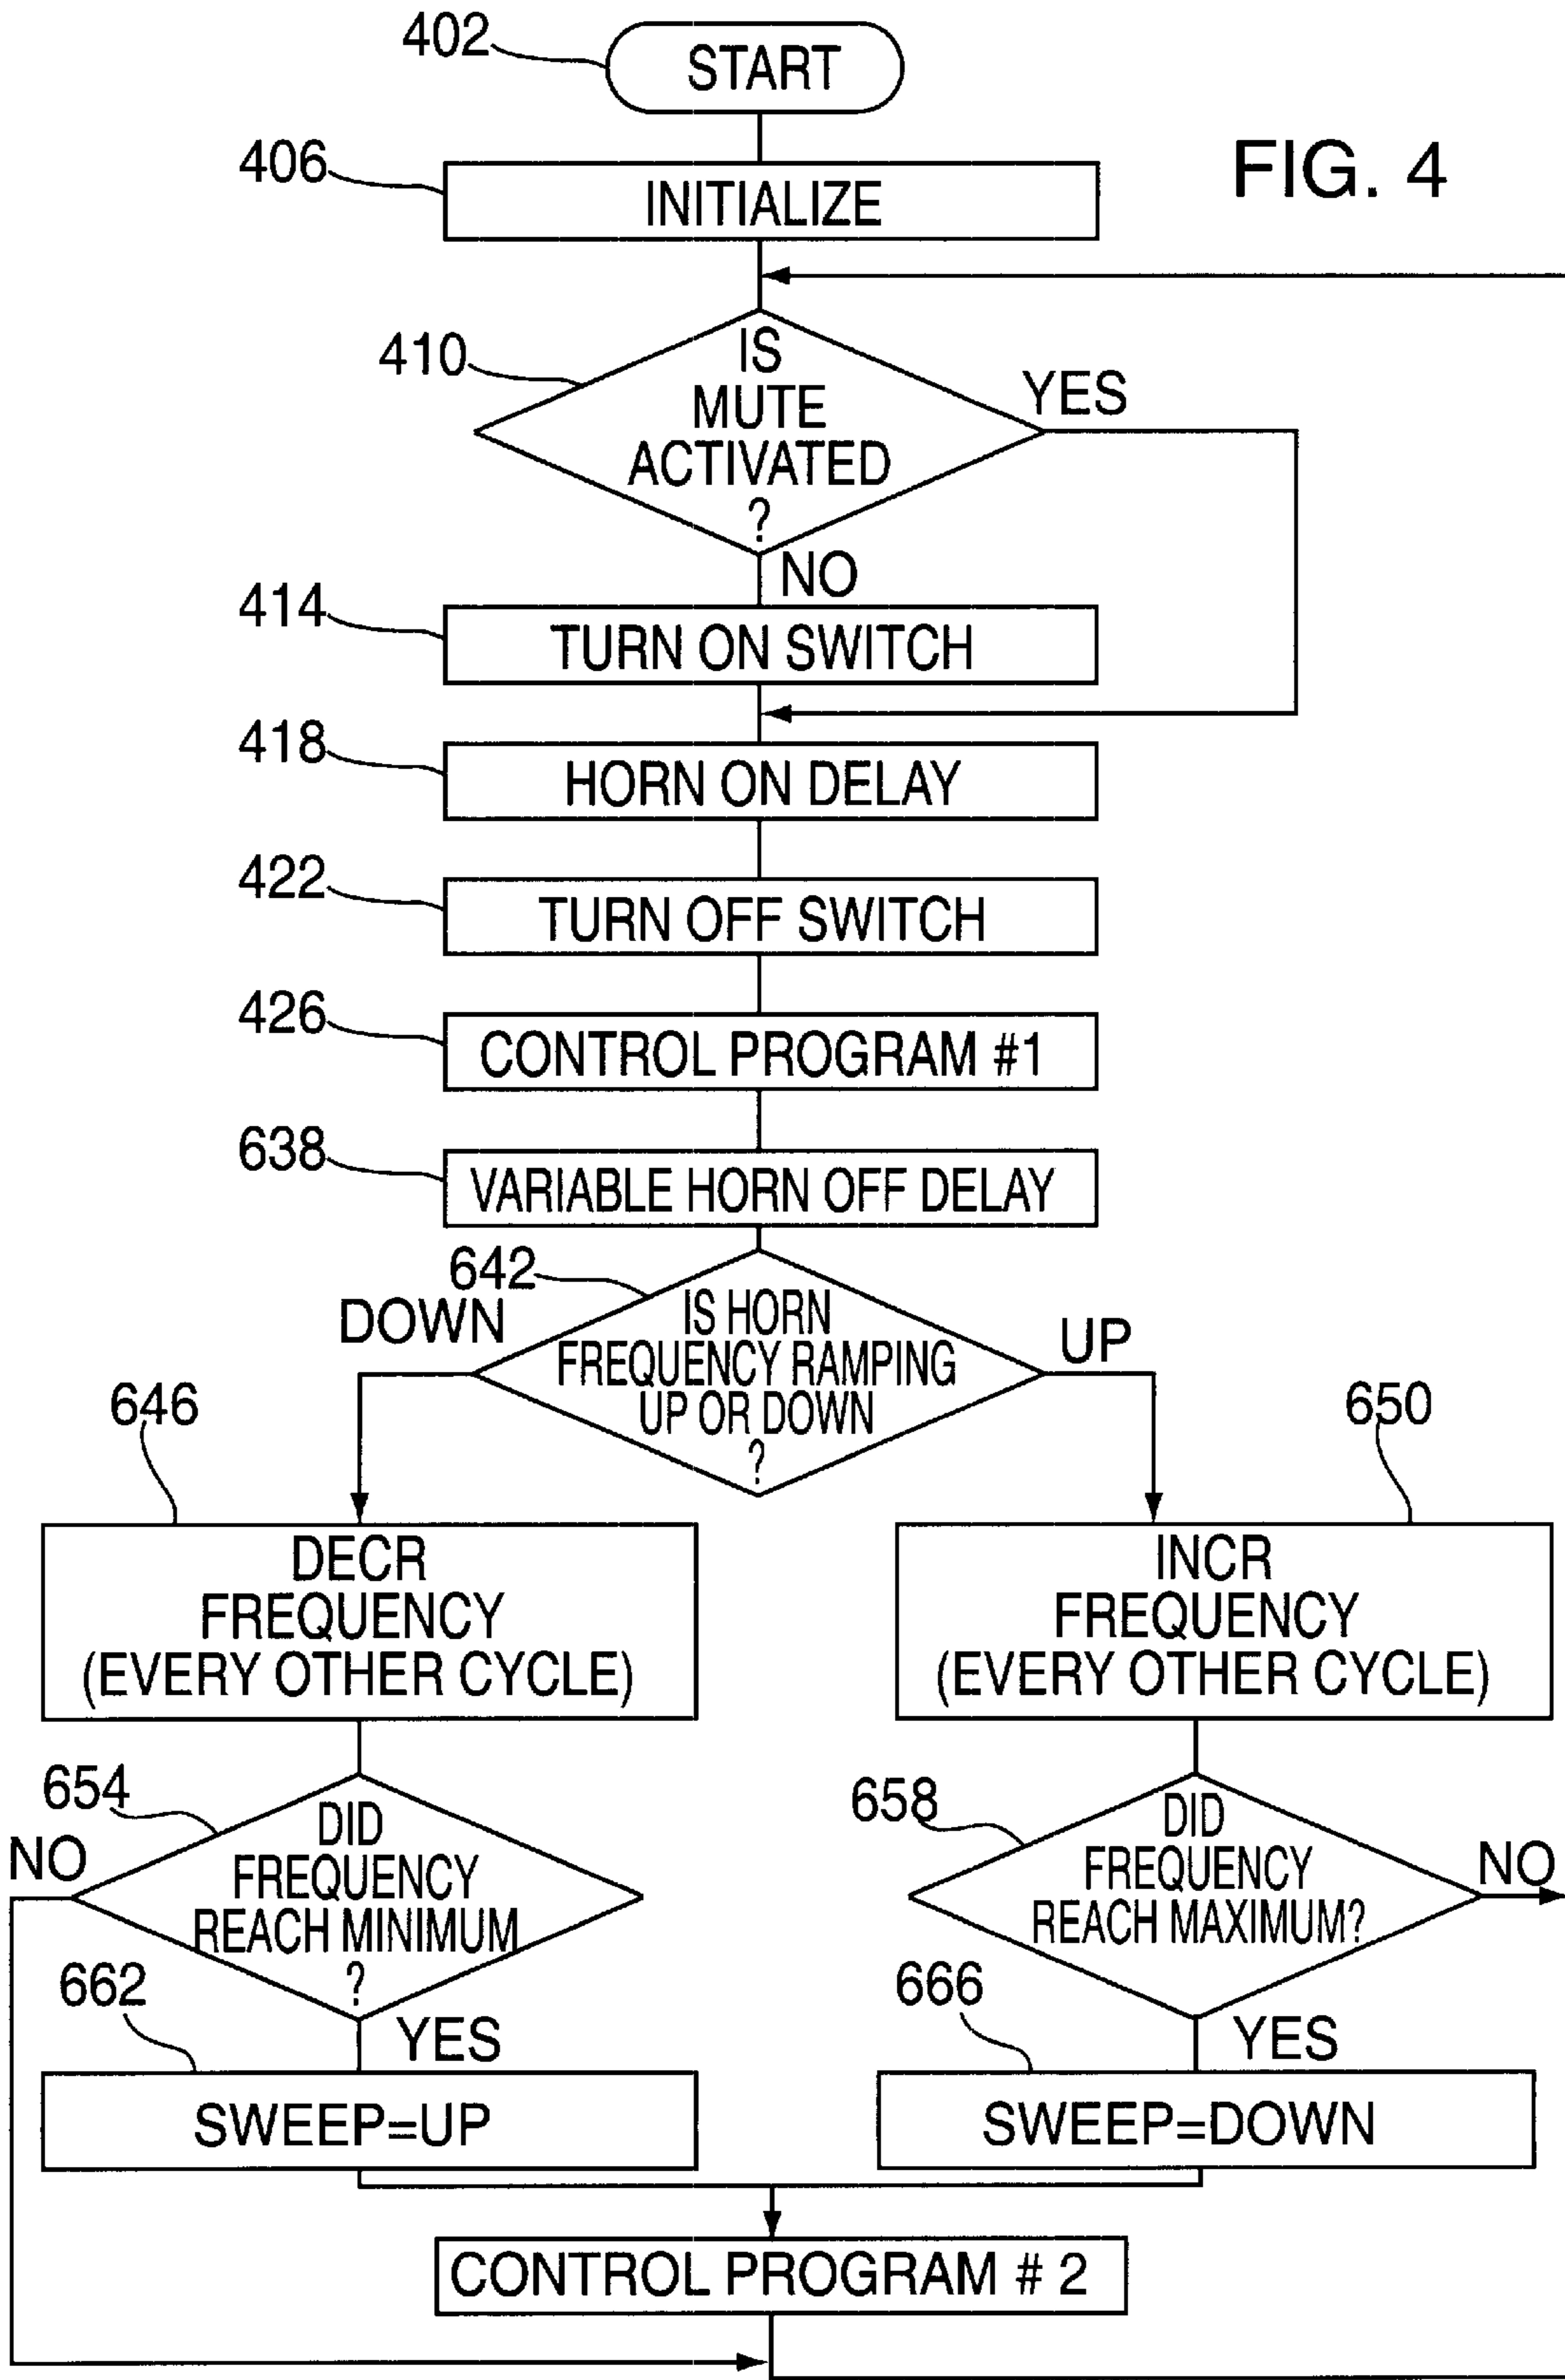 402
START
FIG. 4
406
INITIALIZE
410
IS
MUTE
ACTIVATED
?
YES
NO
414
TURN ON SWITCH
418
HORN ON DELAY
422
TURN OFF SWITCH
426
CONTROL PROGRAM #1
638
VARIABLE HORN OFF DELAY
642
DOWN
IS HORN
FREQUENCY RAMPING
UP OR DOWN
?
UP
646
650
DECR
FREQUENCY
(EVERY OTHER CYCLE)
INCR
FREQUENCY
(EVERY OTHER CYCLE)
654
NO
DID
FREQUENCY
REACH MINIMUM
?
658
DID
FREQUENCY
REACH MAXIMUM?
NO
662
YES
666
YES
SWEEP=UP
SWEEP=DOWN
CONTROL PROGRAM # 2